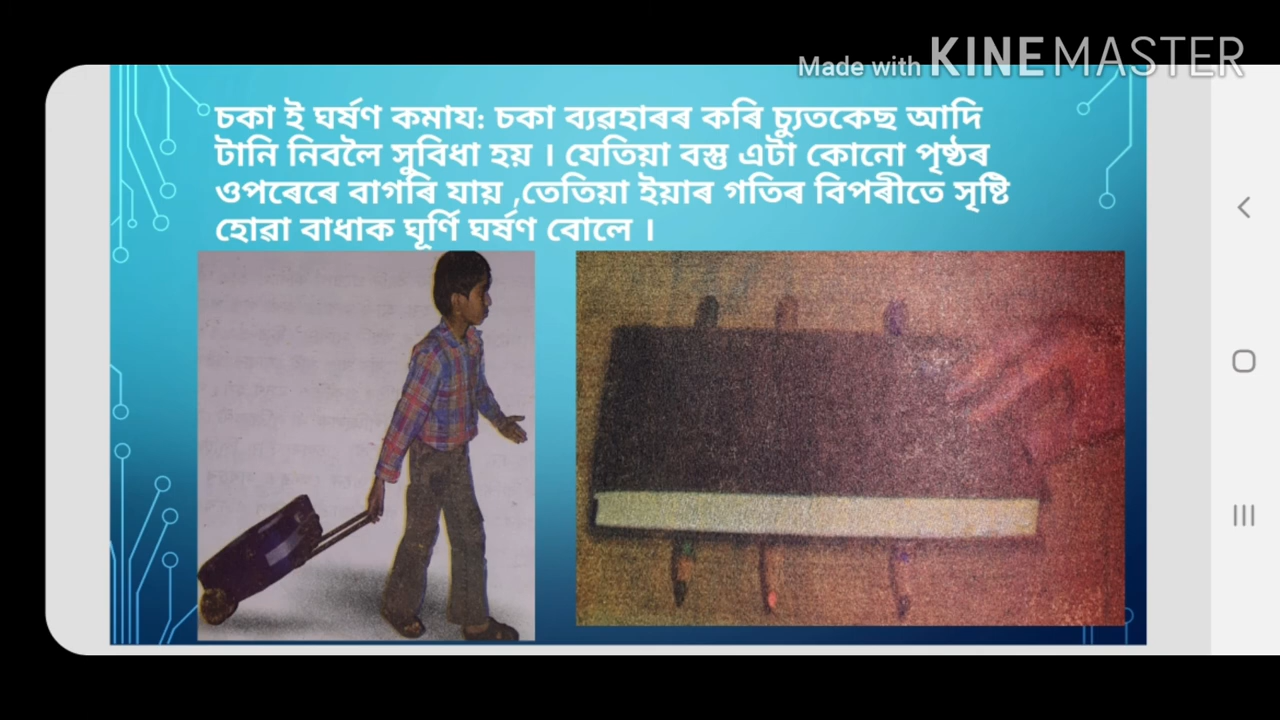 Made with KINEMASTER
চকা ই ঘৰ্ষণ কমায: চকা ব্যৱহাৰৰ কৰি চ্যুতকেছ আদি
টানি নিবলৈ সুবিধা হয় । যেতিয়া বস্তু এটা কোনো পৃষ্ঠৰ
ওপৰেৰে বাগৰি যায় ,তেতিয়া ইয়াৰ গতিৰ বিপৰীতে সৃষ্টি
হোৱা বাধাক ঘূৰ্ণি ঘৰ্ষণ বোলে ।